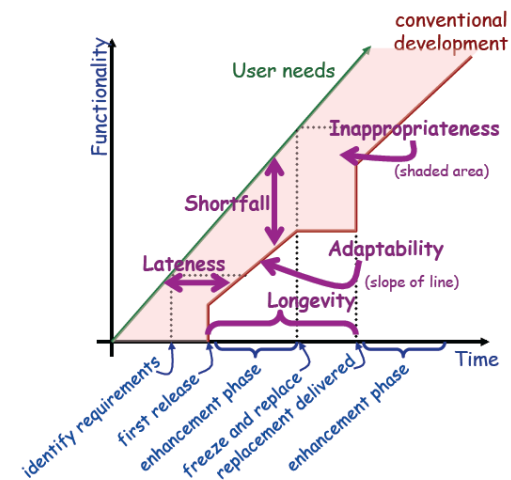 conventional
development
User needs
Functionality
Inappropriateness
(shaded area)
Shortfall
Adaptability
Lateness
(slope of line)
Longevity
Time
identify requirements
first release
enhancement phase
freeze and replace
replacement delivered
enhancement phase